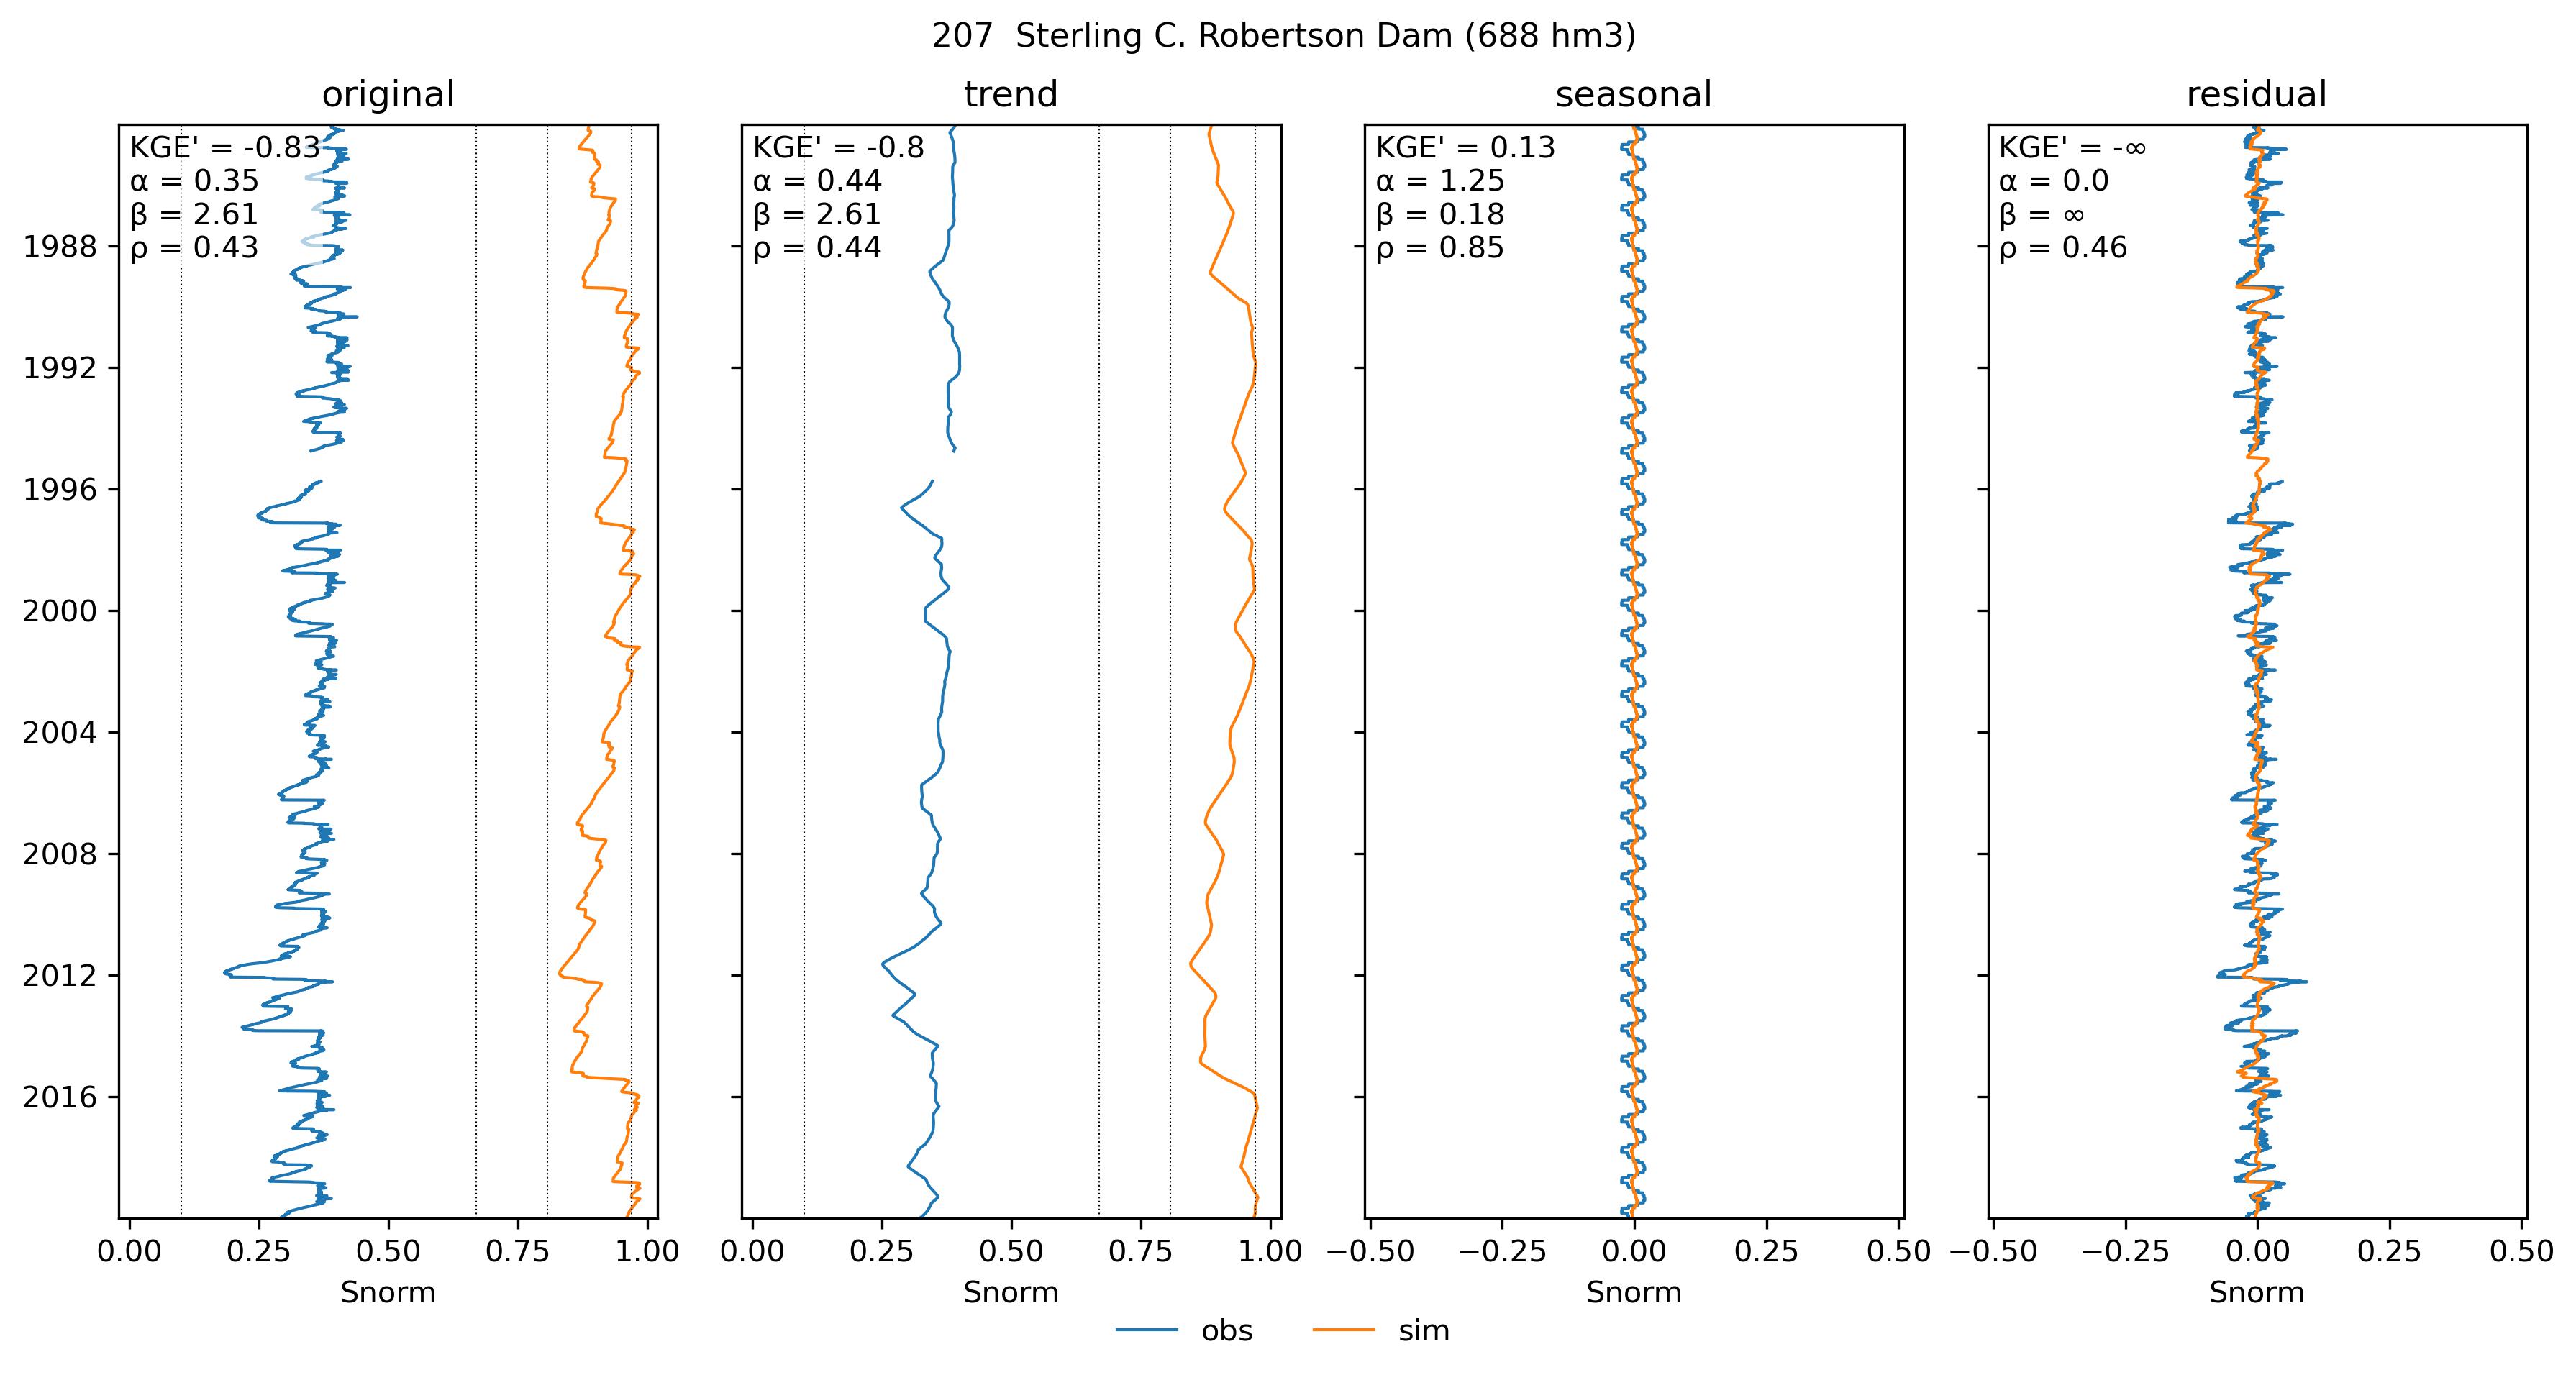 207  Sterling C. Robertson Dam (688 hm3)
original
trend
seasonal
residual
KGE' = -0.83
α = 0.35
β = 2.61
ρ = 0.43
KGE' = -0.8
α = 0.44
β = 2.61
ρ = 0.44
KGE' = 0.13
α = 1.25
β = 0.18
ρ = 0.85
KGE' = -∞
α = 0.0
β = ∞
ρ = 0.46
1988
1992
1996
2000
2004
2008
2012
2016
0.00 0.25 0.50 0.75 1.00
0.00 0.25 0.50 0.75 1.00
−0.50 −0.25 0.00 0.25 0.50
−0.50 −0.25 0.00 0.25 0.50
Snorm
Snorm
Snorm
Snorm
obs
sim